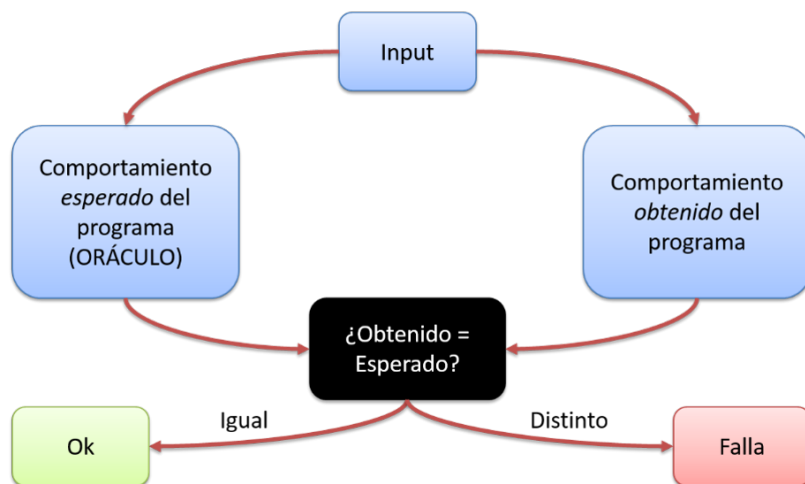 Input
Comportamiento
esperado del
programa
(ORÁCULO)
Comportamiento
obtenido del
programa
¿Obtenido =
Esperado?
Igual
Distinto
Ok
Falla